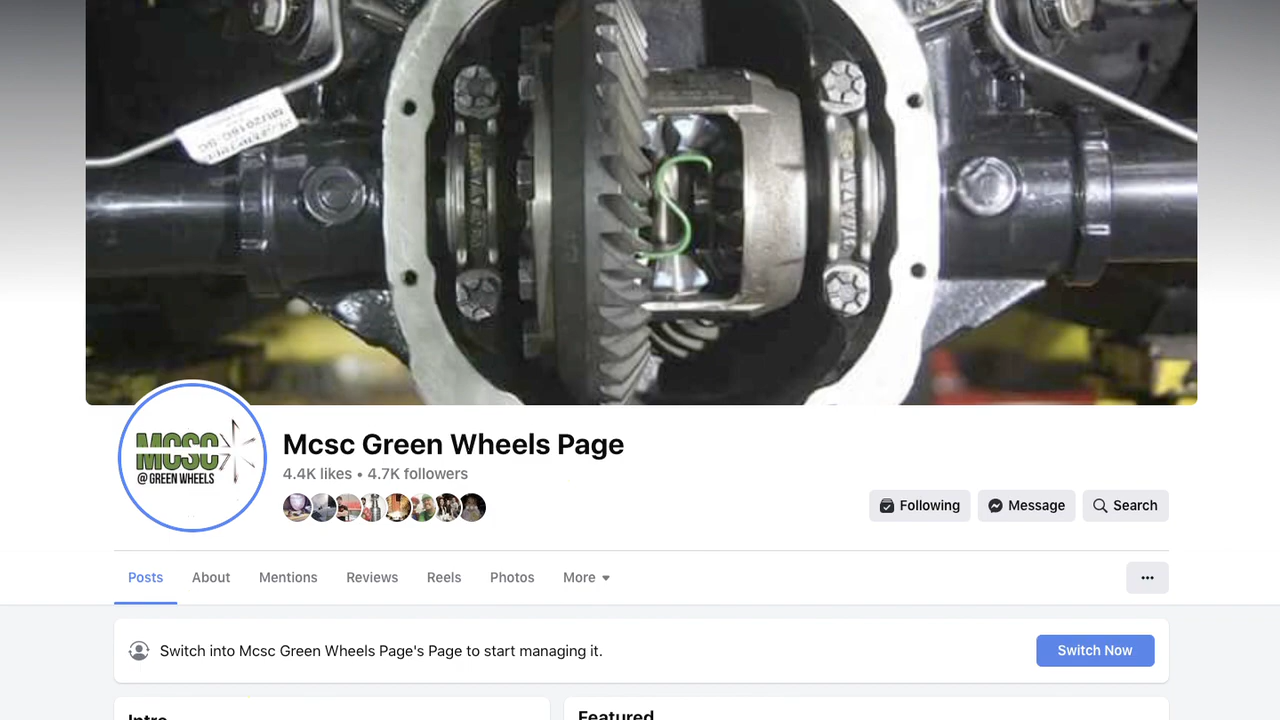 MCSC
@ GREEN WHEELS
Mcsc Green Wheels Page
4.4K likes • 4.7K followers
Following
Message
Search
Posts
About
Mentions
Reviews
Reels
Photos
More
Switch into Mcsc Green Wheels Page's Page to start managing it.
Switch Now
Intro
Featured